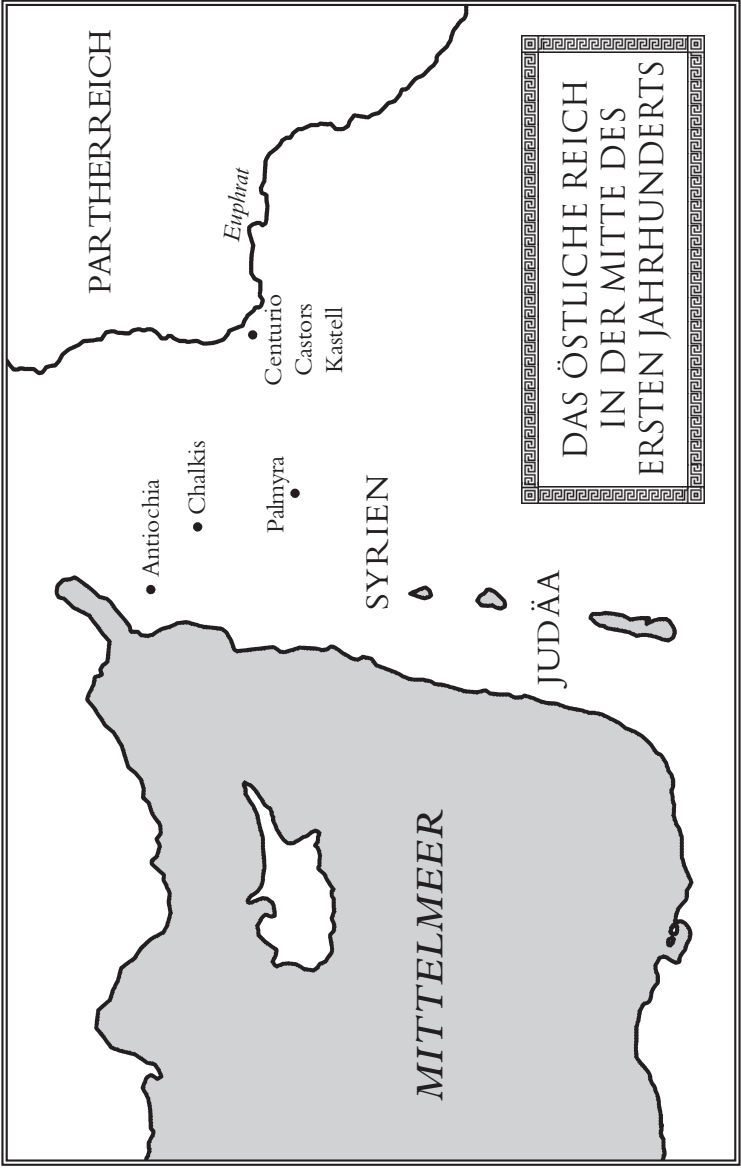 PARTHERREICH
Euphrat
Centurio
Castors
Kastell
Antiochia
Chalkis
Palmyra
SYRIEN
JUDÄA
MITTELMEER
DAS ÖSTLICHE REICH
IN DER MITTE DES
ERSTEN JAHRHUNDERTS